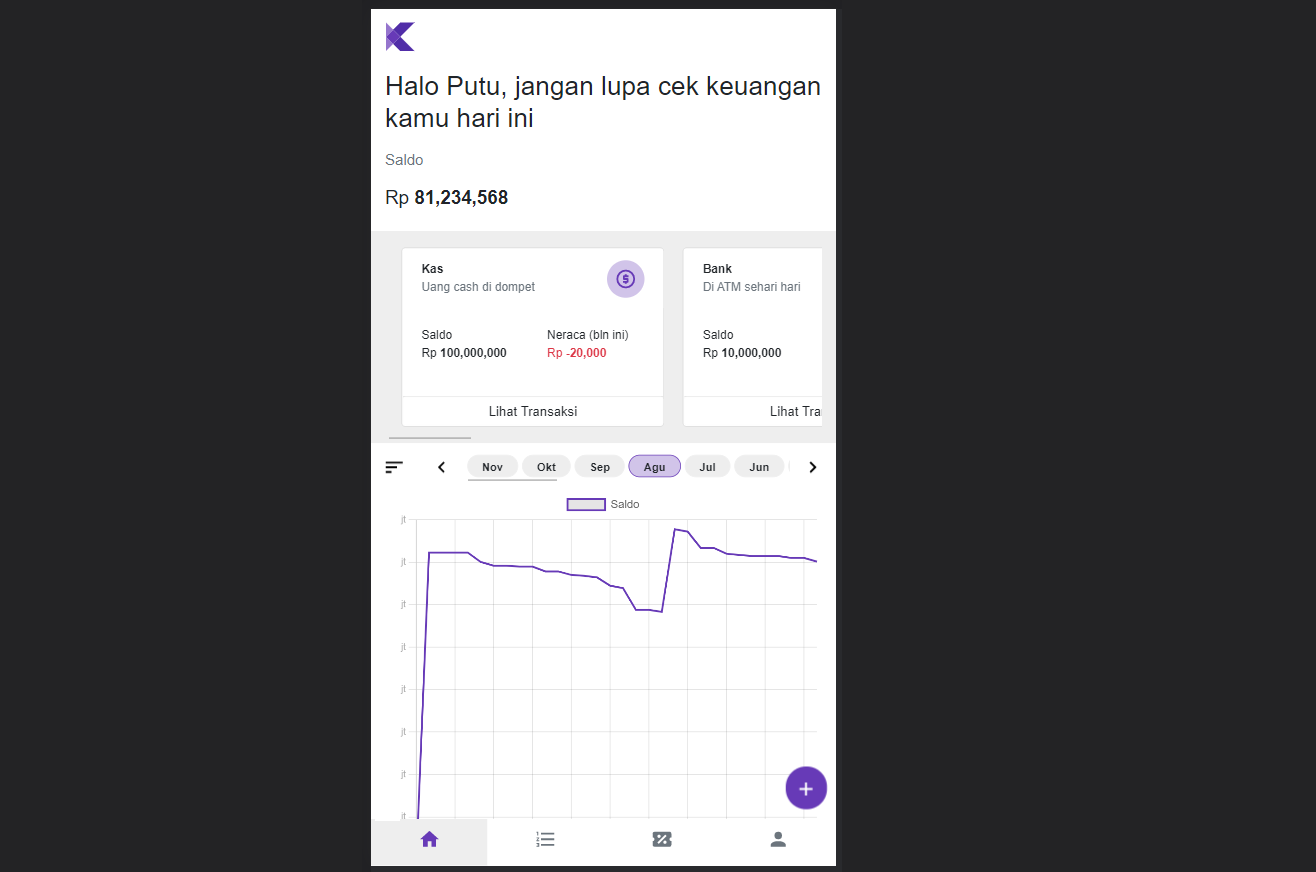 Halo Putu, jangan lupa cek keuangan
kamu hari ini
Saldo
Rp 81,234,568
Kas
Uang cash di dompet
Saldo
Rp 100,000,000
Neraca (bln ini)
Rp -20,000
Lihat Transaksi
Bank
Di ATM sehari hari
Saldo
Rp 10,000,000
Lihat Tra
Nov Okt Sep Agu Jul Jun
Saldo
jt
jt
jt
jt
jt
jt
jt
jt